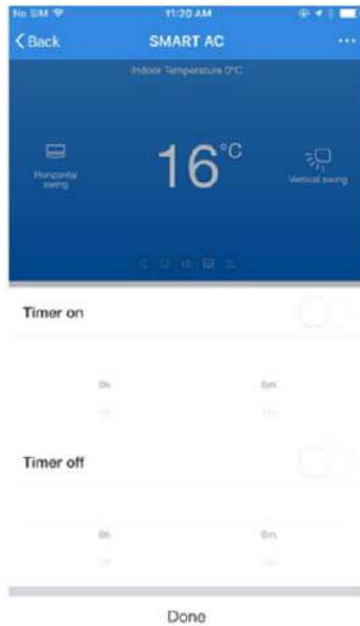 No SIM 11:20 AM
Back SMART AC
Indoor Temperature 0°C
16°C
Horizontal swing
Vertical swing
Timer on
0h 0m
Timer off
0h 0m
Done